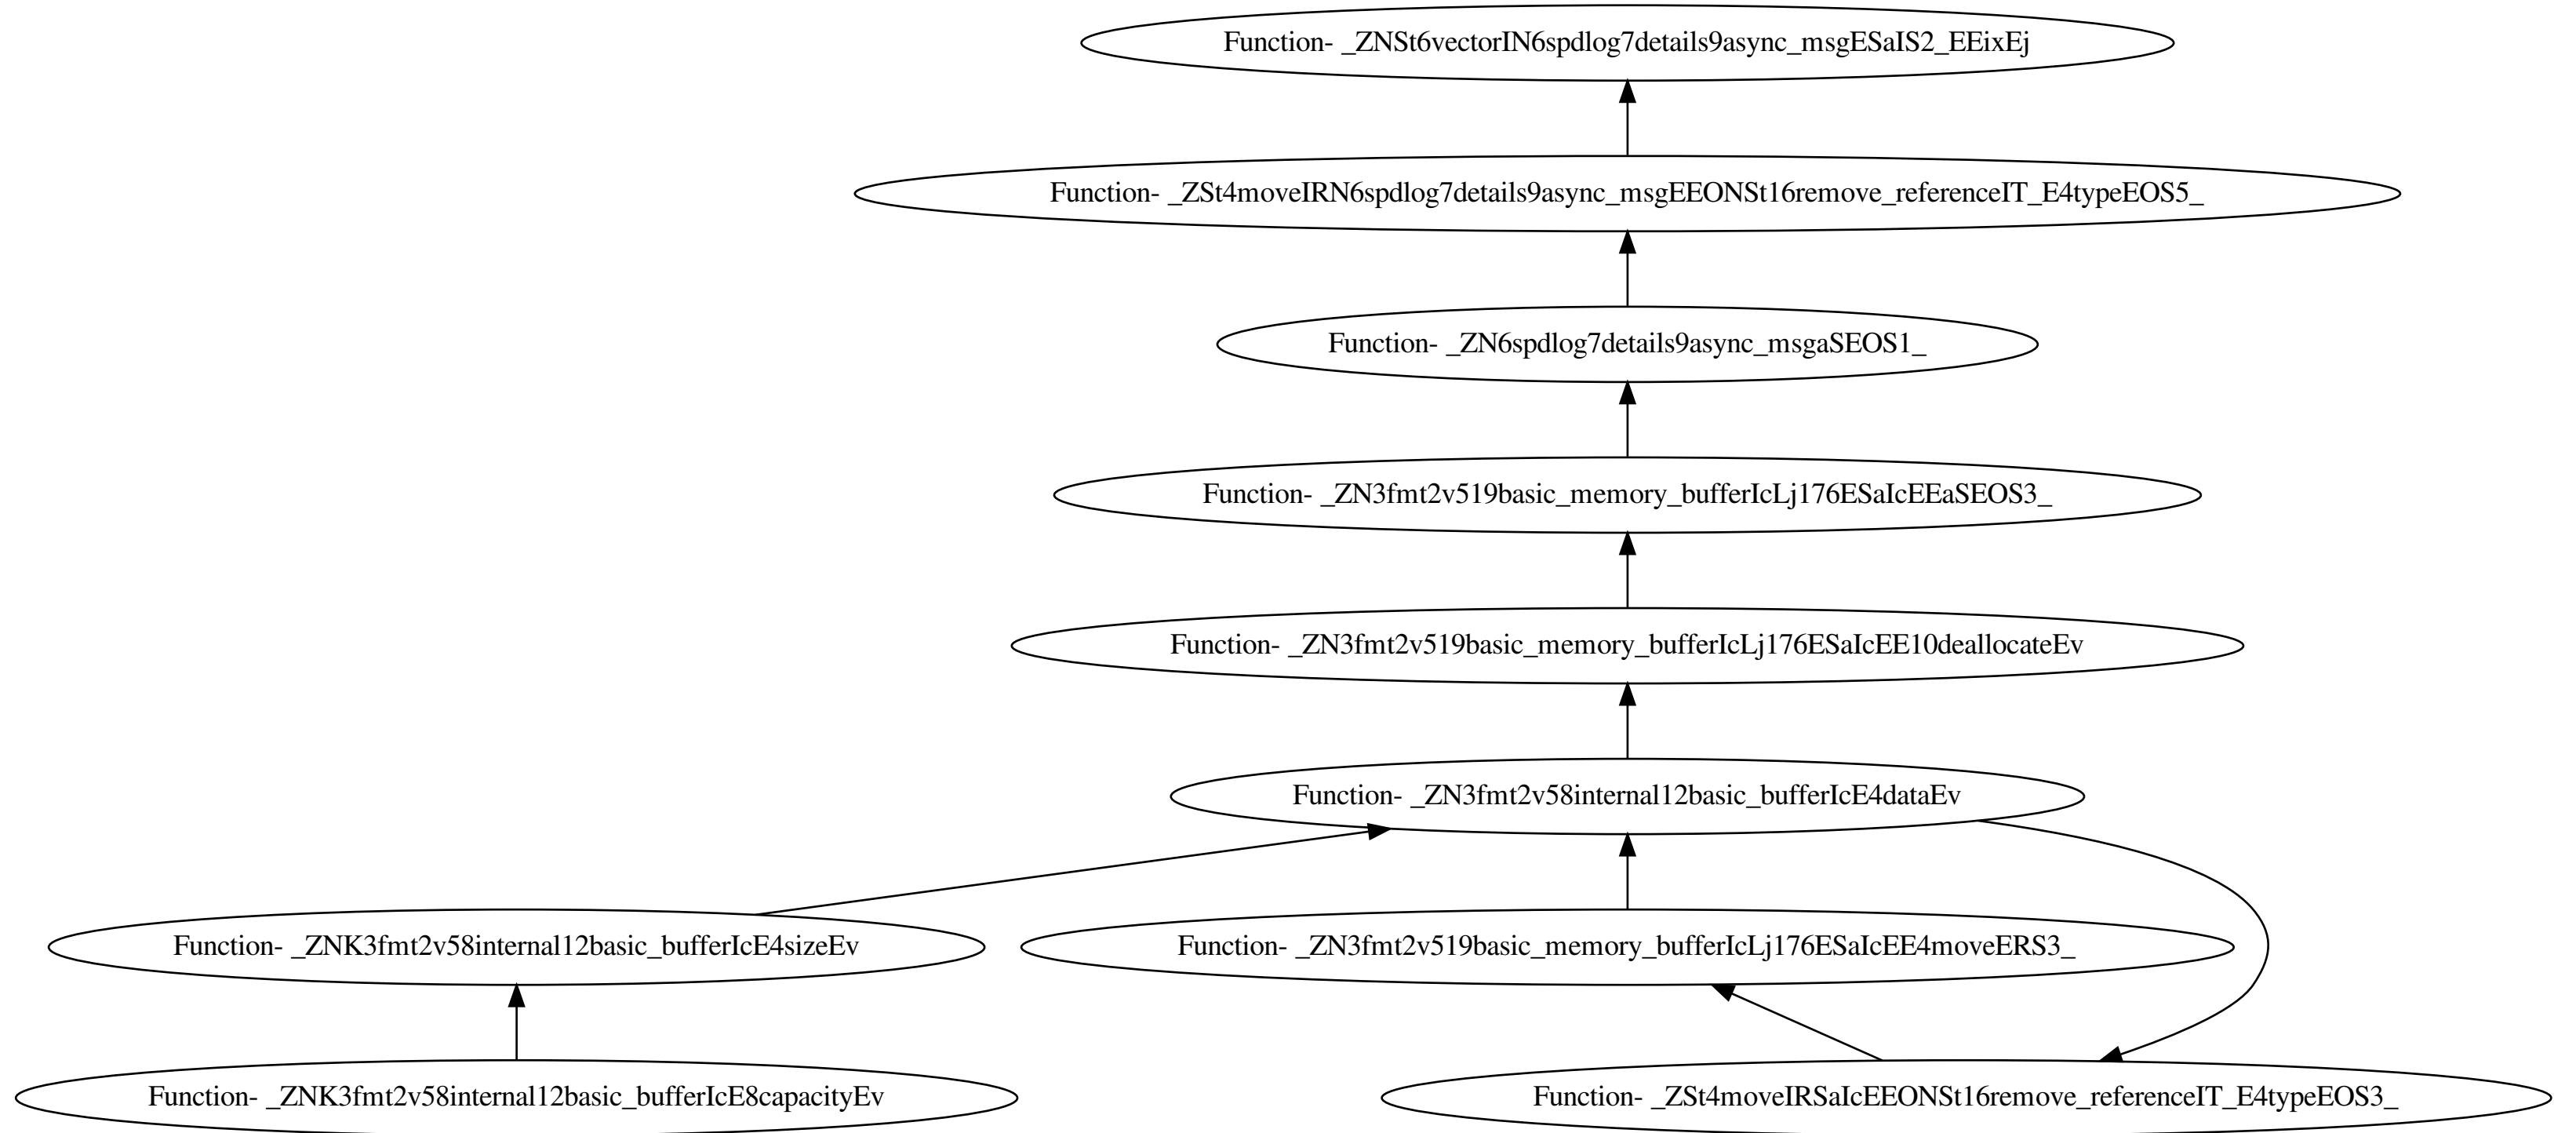 Function- _ZNSt6vectorIN6spdlog7details9async_msgESaIS2_EEixEj
Function- _ZSt4moveIRN6spdlog7details9async_msgEEONSt16remove_referenceIT_E4typeEOS5_
Function- _ZN6spdlog7details9async_msgaSEOS1_
Function- _ZN3fmt2v519basic_memory_bufferIcLj176ESaIcEEaSEOS3_
Function- _ZN3fmt2v519basic_memory_bufferIcLj176ESaIcEE10deallocateEv
Function- _ZN3fmt2v58internal12basic_bufferIcE4dataEv
Function- _ZNK3fmt2v58internal12basic_bufferIcE4sizeEv
Function- _ZN3fmt2v519basic_memory_bufferIcLj176ESaIcEE4moveERS3_
Function- _ZNK3fmt2v58internal12basic_bufferIcE8capacityEv
Function- _ZSt4moveIRSaIcEEONSt16remove_referenceIT_E4typeEOS3_